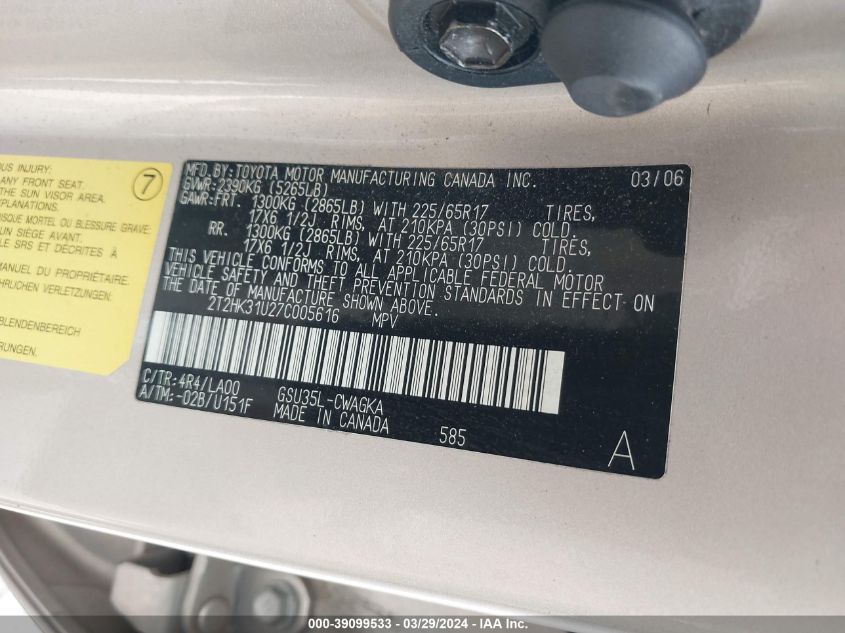 US INJURY:
ANY FRONT SEAT.
THE SUN VISOR AREA.
XPLANATIONS.
RISQUE MORTEL OU BLESSURE GRAVE:
UN SIÈGE AVANT.
LE SRS ET DÉCRITES À
MANUEL DU PROPRIÉTAIRE.
HRUCHEN VERLETZUNGEN:
BLENDENBEREICH
RUNGEN.
7
MFD.BY:TOYOTA MOTOR MANUFACTURING CANADA INC. 03/06
GVWR:2390KG (5265LB)
GAWR:FRT. 1300KG (2865LB) WITH 225/65R17 TIRES,
17X6 1/2J RIMS, AT 210KPA (30PSI) COLD.
RR. 1300KG (2865LB) WITH 225/65R17 TIRES,
17X6 1/2J RIMS, AT 210KPA (30PSI) COLD.
THIS VEHICLE CONFORMS TO ALL APPLICABLE FEDERAL MOTOR
VEHICLE SAFETY AND THEFT PREVENTION STANDARDS IN EFFECT ON
THE DATE OF MANUFACTURE SHOWN ABOVE.
2T2HK31U27C005616 MPV
C/TR:4R4/LA00 GSU35L-CWAGKA
A/TM:-02B/U151F MADE IN CANADA 585 A
000-39099533 - 03/29/2024 - IAA Inc.